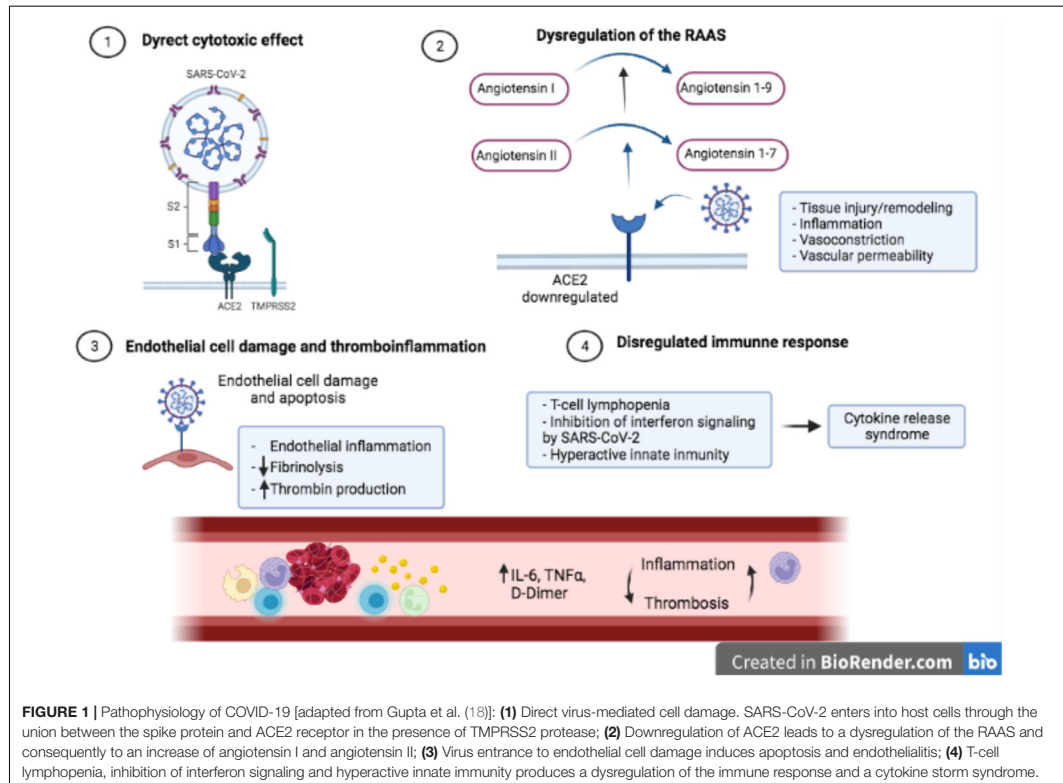 1
Dyrect cytotoxic effect
SARS-CoV-2
S2
S1
ACE2 TMPRSS2
2
Dysregulation of the RAAS
Angiotensin I
Angiotensin 1-9
Angiotensin II
Angiotensin 1-7
- Tissue injury/remodeling
- Inflammation
- Vasoconstriction
- Vascular permeability
ACE2
downregulated
3
Endothelial cell damage and thromboinflammation
Endothelial cell damage
and apoptosis
- Endothelial inflammation
-↓Fibrinolysis
-↑Thrombin production
4
Disregulated immunne response
- T-cell lymphopenia
- Inhibition of interferon signaling
by SARS-CoV-2
- Hyperactive innate inmunity
Cytokine release
syndrome
↑IL-6, TNFα,
D-Dimer
Inflammation
Thrombosis
Created in BioRender.com bio
FIGURE 1 | Pathophysiology of COVID-19 [adapted from Gupta et al. (18)]: (1) Direct virus-mediated cell damage. SARS-CoV-2 enters into host cells through the
union between the spike protein and ACE2 receptor in the presence of TMPRSS2 protease; (2) Downregulation of ACE2 leads to a dysregulation of the RAAS and
consequently to an increase of angiotensin I and angiotensin II; (3) Virus entrance to endothelial cell damage induces apoptosis and endothelialitis; (4) T-cell
lymphopenia, inhibition of interferon signaling and hyperactive innate immunity produces a dysregulation of the immune response and a cytokine storm syndrome.